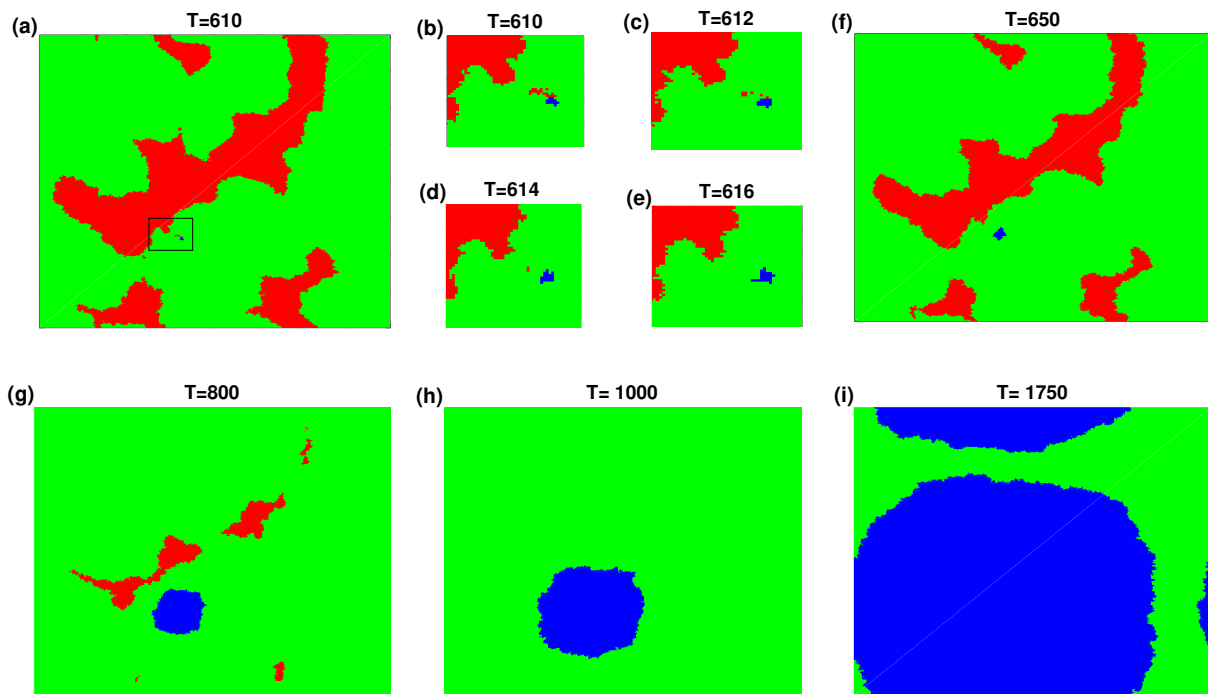 (a) T=610
(b) T=610
(c) T=612
(f) T=650
(d) T=614
(e) T=616
(g) T=800
(h) T= 1000
(i) T= 1750